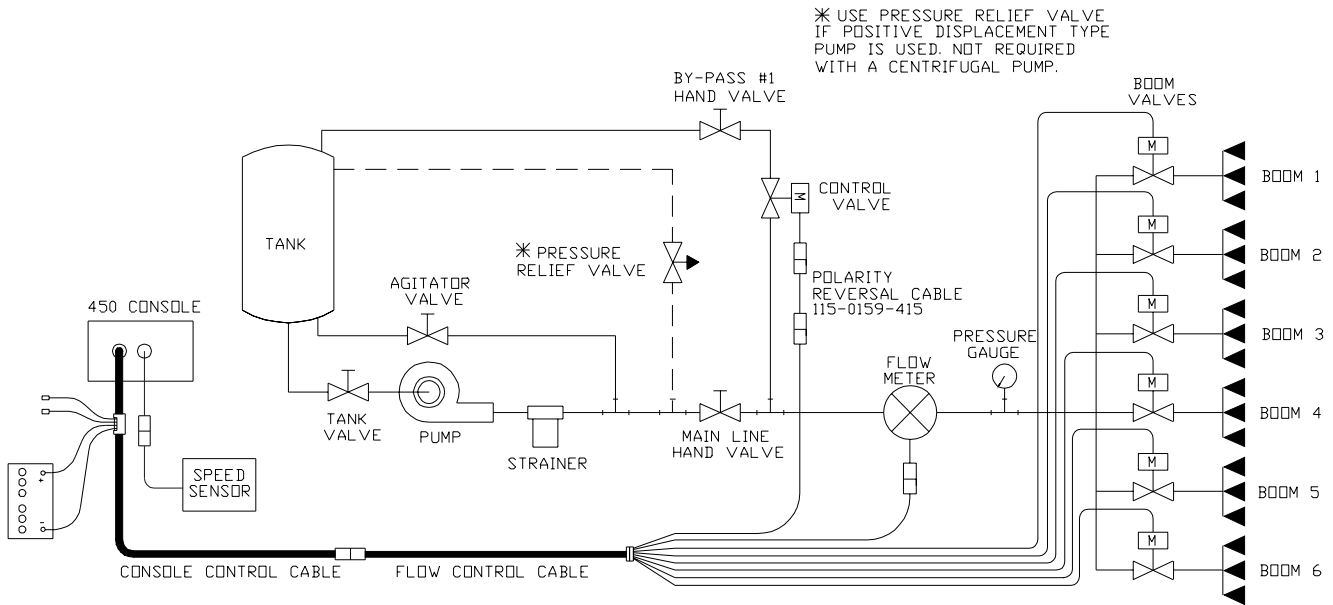 ✳ USE PRESSURE RELIEF VALVE
IF POSITIVE DISPLACEMENT TYPE
PUMP IS USED. NOT REQUIRED
WITH A CENTRIFUGAL PUMP.
BY-PASS #1
HAND VALVE
BOOM
VALVES
M
BOOM 1
CONTROL
VALVE
M
TANK
✳ PRESSURE
RELIEF VALVE
M
BOOM 2
AGITATOR
VALVE
POLARITY
REVERSAL CABLE
115-0159-415
450 CONSOLE
M
BOOM 3
PRESSURE
GAUGE
FLOW
METER
M
BOOM 4
TANK
VALVE
PUMP
STRAINER
MAIN LINE
HAND VALVE
SPEED
SENSOR
+
-
M
BOOM 5
M
BOOM 6
CONSOLE CONTROL CABLE
FLOW CONTROL CABLE